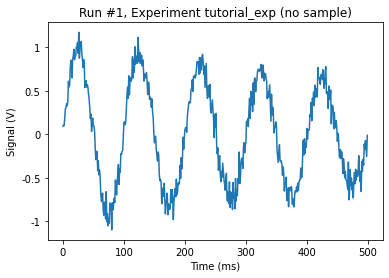 Run #1, Experiment tutorial_exp (no sample)
1
0.5
0
-0.5
-1
Signal (V)
0 100 200 300 400 500
Time (ms)